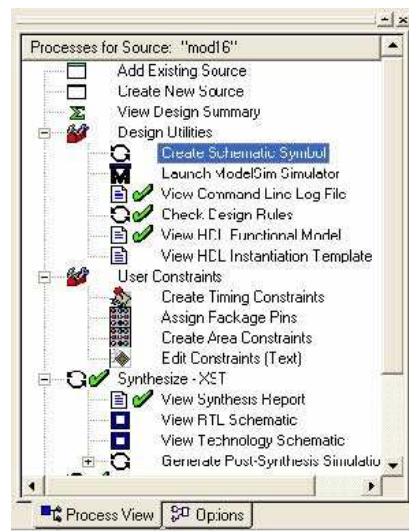 Processes for Source: "mod16"
Add Existing Source
Create New Source
View Design Summary
Design Utilities
Create Schematic Symbol
Launch ModelSim Simulator
View Command Line Log File
Check Design Rules
View HDL Functional Model
View HDL Instantiation Template
User Constraints
Create Timing Constraints
Assign Package Pins
Create Area Constraints
Edit Constraints (Text)
Synthesize - XST
View Synthesis Report
View RTL Schematic
View Technology Schematic
Generate Post-Synthesis Simulatio
Process View
Options